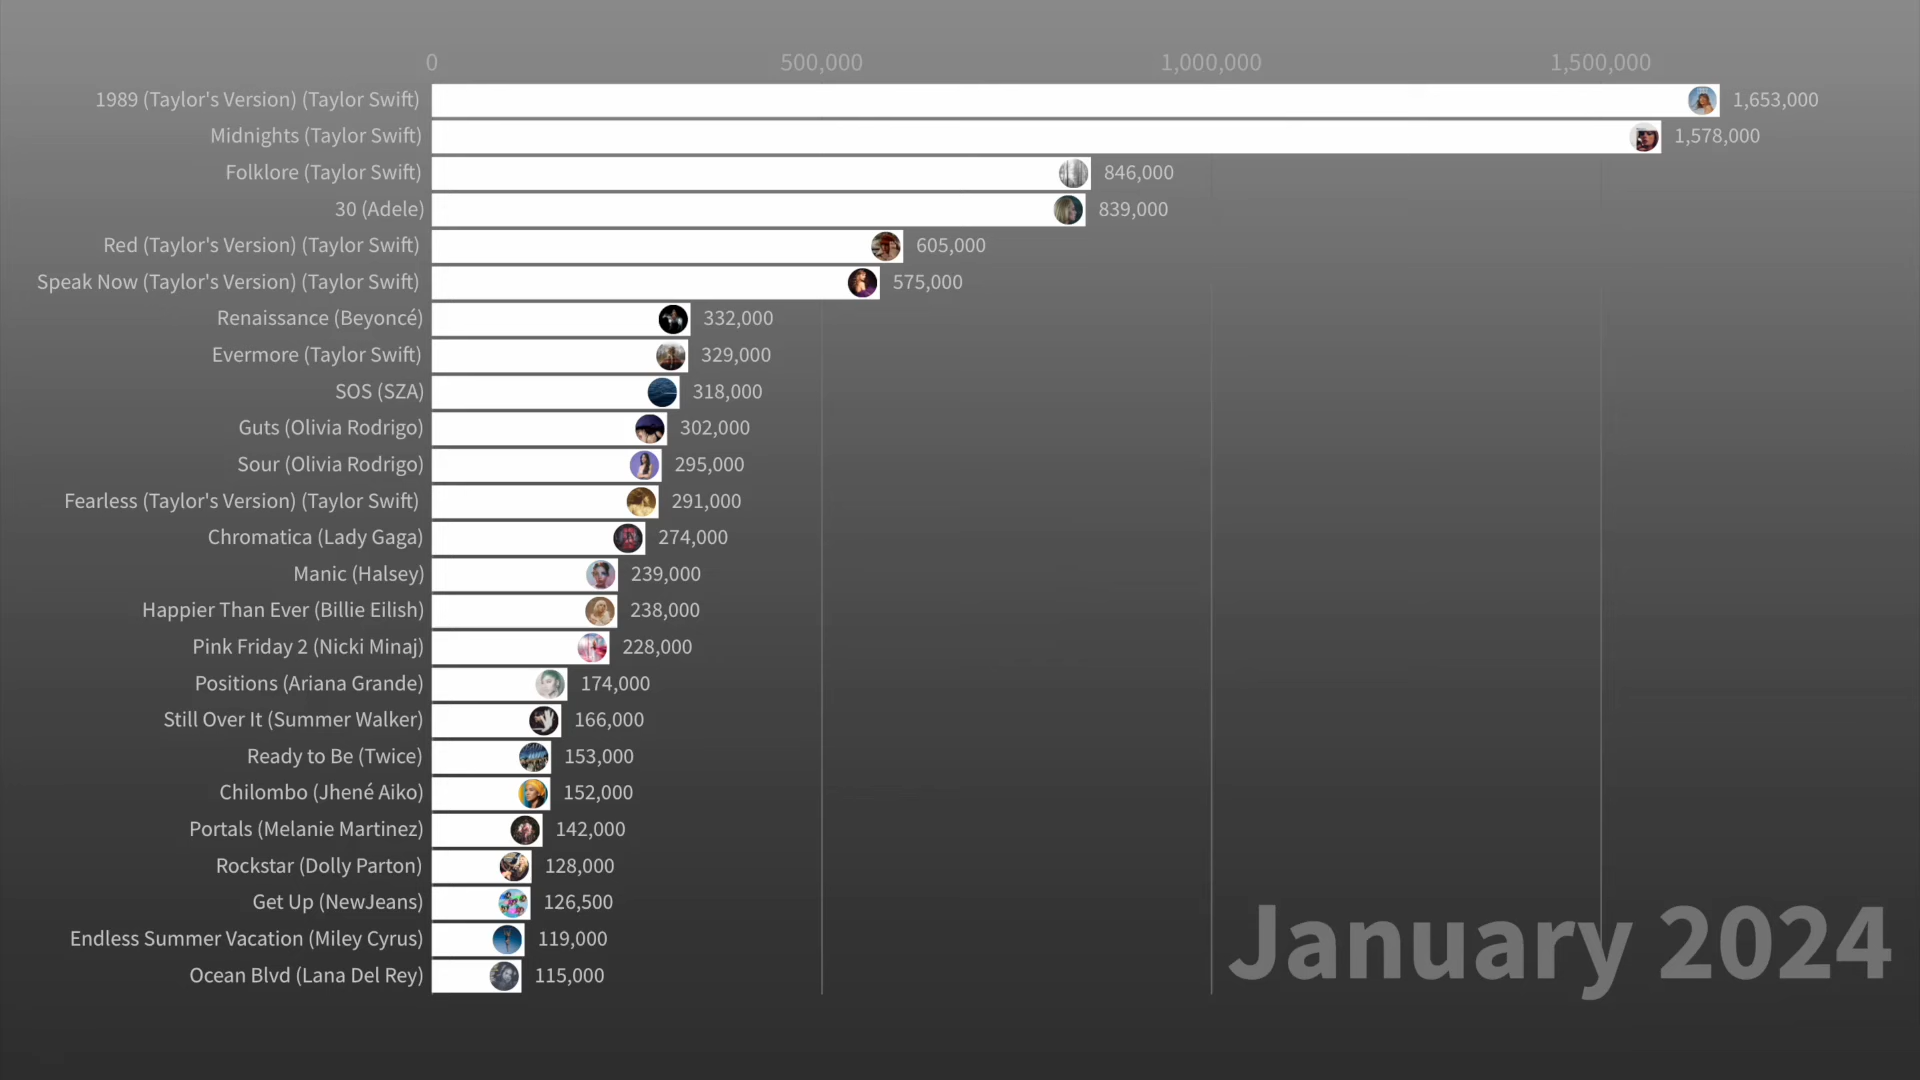 0 500,000 1,000,000 1,500,000
1989 (Taylor's Version) (Taylor Swift) 1,653,000
Midnights (Taylor Swift) 1,578,000
Folklore (Taylor Swift) 846,000
30 (Adele) 839,000
Red (Taylor's Version) (Taylor Swift) 605,000
Speak Now (Taylor's Version) (Taylor Swift) 575,000
Renaissance (Beyoncé) 332,000
Evermore (Taylor Swift) 329,000
SOS (SZA) 318,000
Guts (Olivia Rodrigo) 302,000
Sour (Olivia Rodrigo) 295,000
Fearless (Taylor's Version) (Taylor Swift) 291,000
Chromatica (Lady Gaga) 274,000
Manic (Halsey) 239,000
Happier Than Ever (Billie Eilish) 238,000
Pink Friday 2 (Nicki Minaj) 228,000
Positions (Ariana Grande) 174,000
Still Over It (Summer Walker) 166,000
Ready to Be (Twice) 153,000
Chilombo (Jhené Aiko) 152,000
Portals (Melanie Martinez) 142,000
Rockstar (Dolly Parton) 128,000
Get Up (NewJeans) 126,500
Endless Summer Vacation (Miley Cyrus) 119,000
Ocean Blvd (Lana Del Rey) 115,000
January 2024